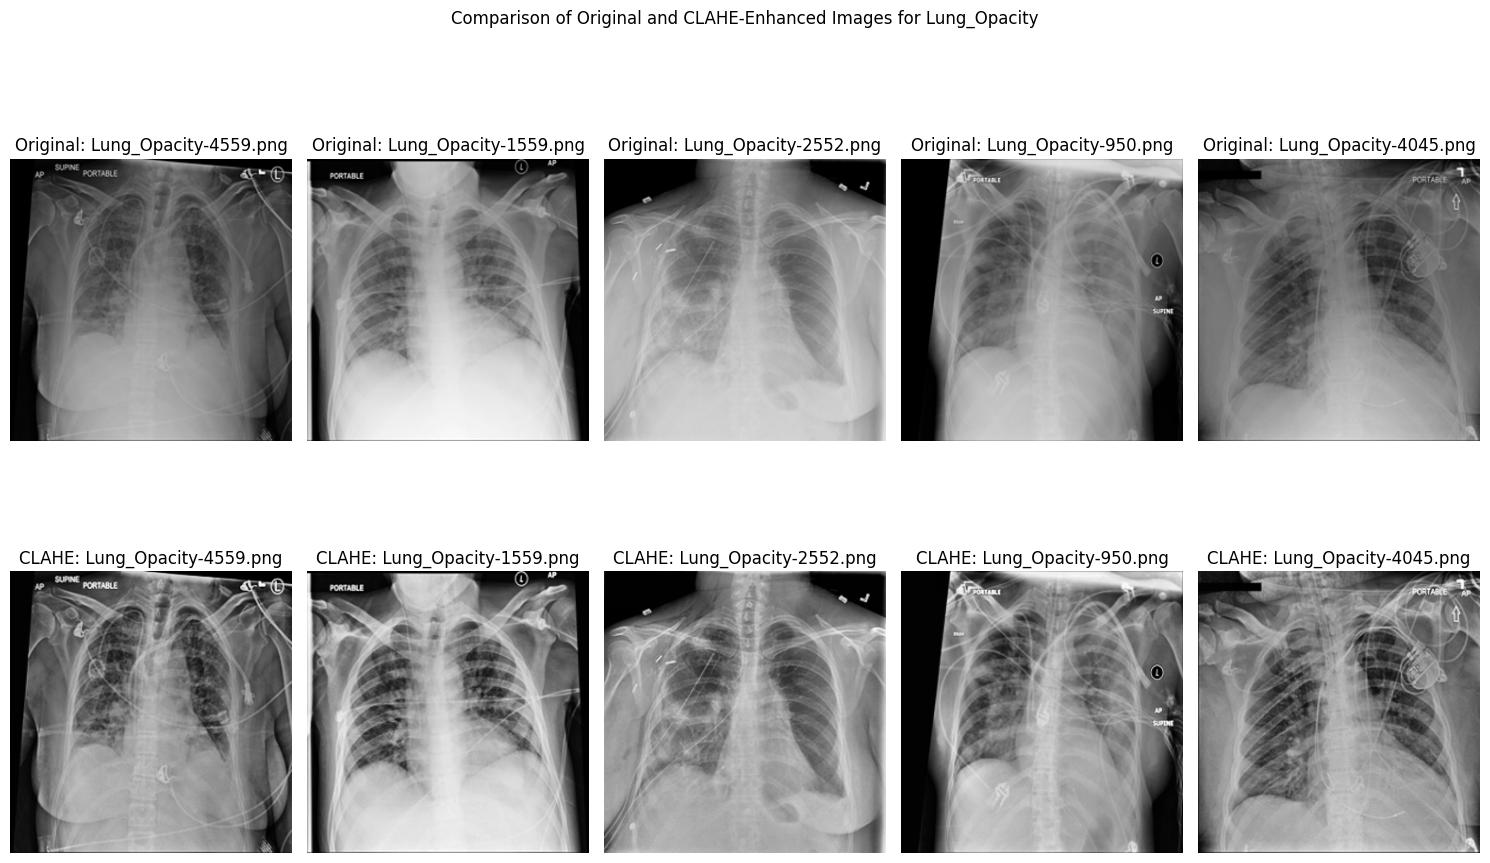 Comparison of Original and CLAHE-Enhanced Images for Lung_Opacity
Original: Lung_Opacity-4559.png
Original: Lung_Opacity-1559.png
Original: Lung_Opacity-2552.png
Original: Lung_Opacity-950.png
Original: Lung_Opacity-4045.png
SUPINE
AP
PORTABLE
L
PORTABLE
L
AP
PORTABLE
L
AP
SUPINE
PORTABLE
AP
CLAHE: Lung_Opacity-4559.png
CLAHE: Lung_Opacity-1559.png
CLAHE: Lung_Opacity-2552.png
CLAHE: Lung_Opacity-950.png
CLAHE: Lung_Opacity-4045.png
SUPINE
AP
PORTABLE
L
PORTABLE
L
AP
PORTABLE
L
AP
SUPINE
PORTABLE
AP